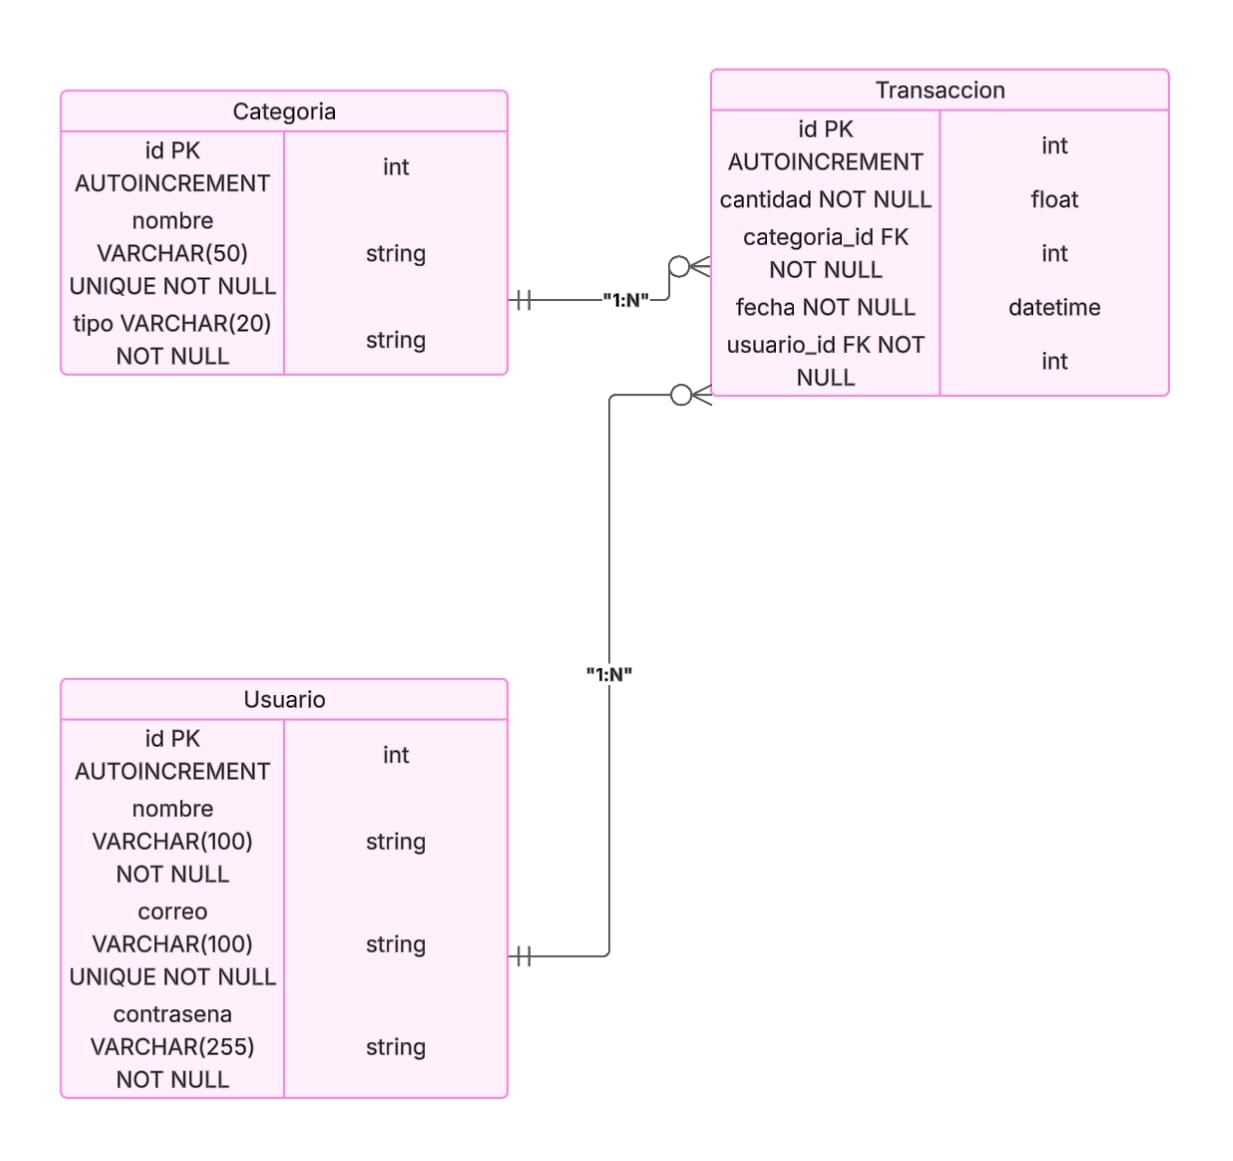 Categoria
id PK
AUTOINCREMENT
int
nombre
VARCHAR(50)
UNIQUE NOT NULL
string
tipo VARCHAR(20)
NOT NULL
string
"1:N"
Transaccion
id PK
AUTOINCREMENT
int
cantidad NOT NULL
float
categoria_id FK
NOT NULL
int
fecha NOT NULL
datetime
usuario_id FK NOT
NULL
int
"1:N"
Usuario
id PK
AUTOINCREMENT
int
nombre
VARCHAR(100)
NOT NULL
string
correo
VARCHAR(100)
UNIQUE NOT NULL
string
contrasena
VARCHAR(255)
NOT NULL
string